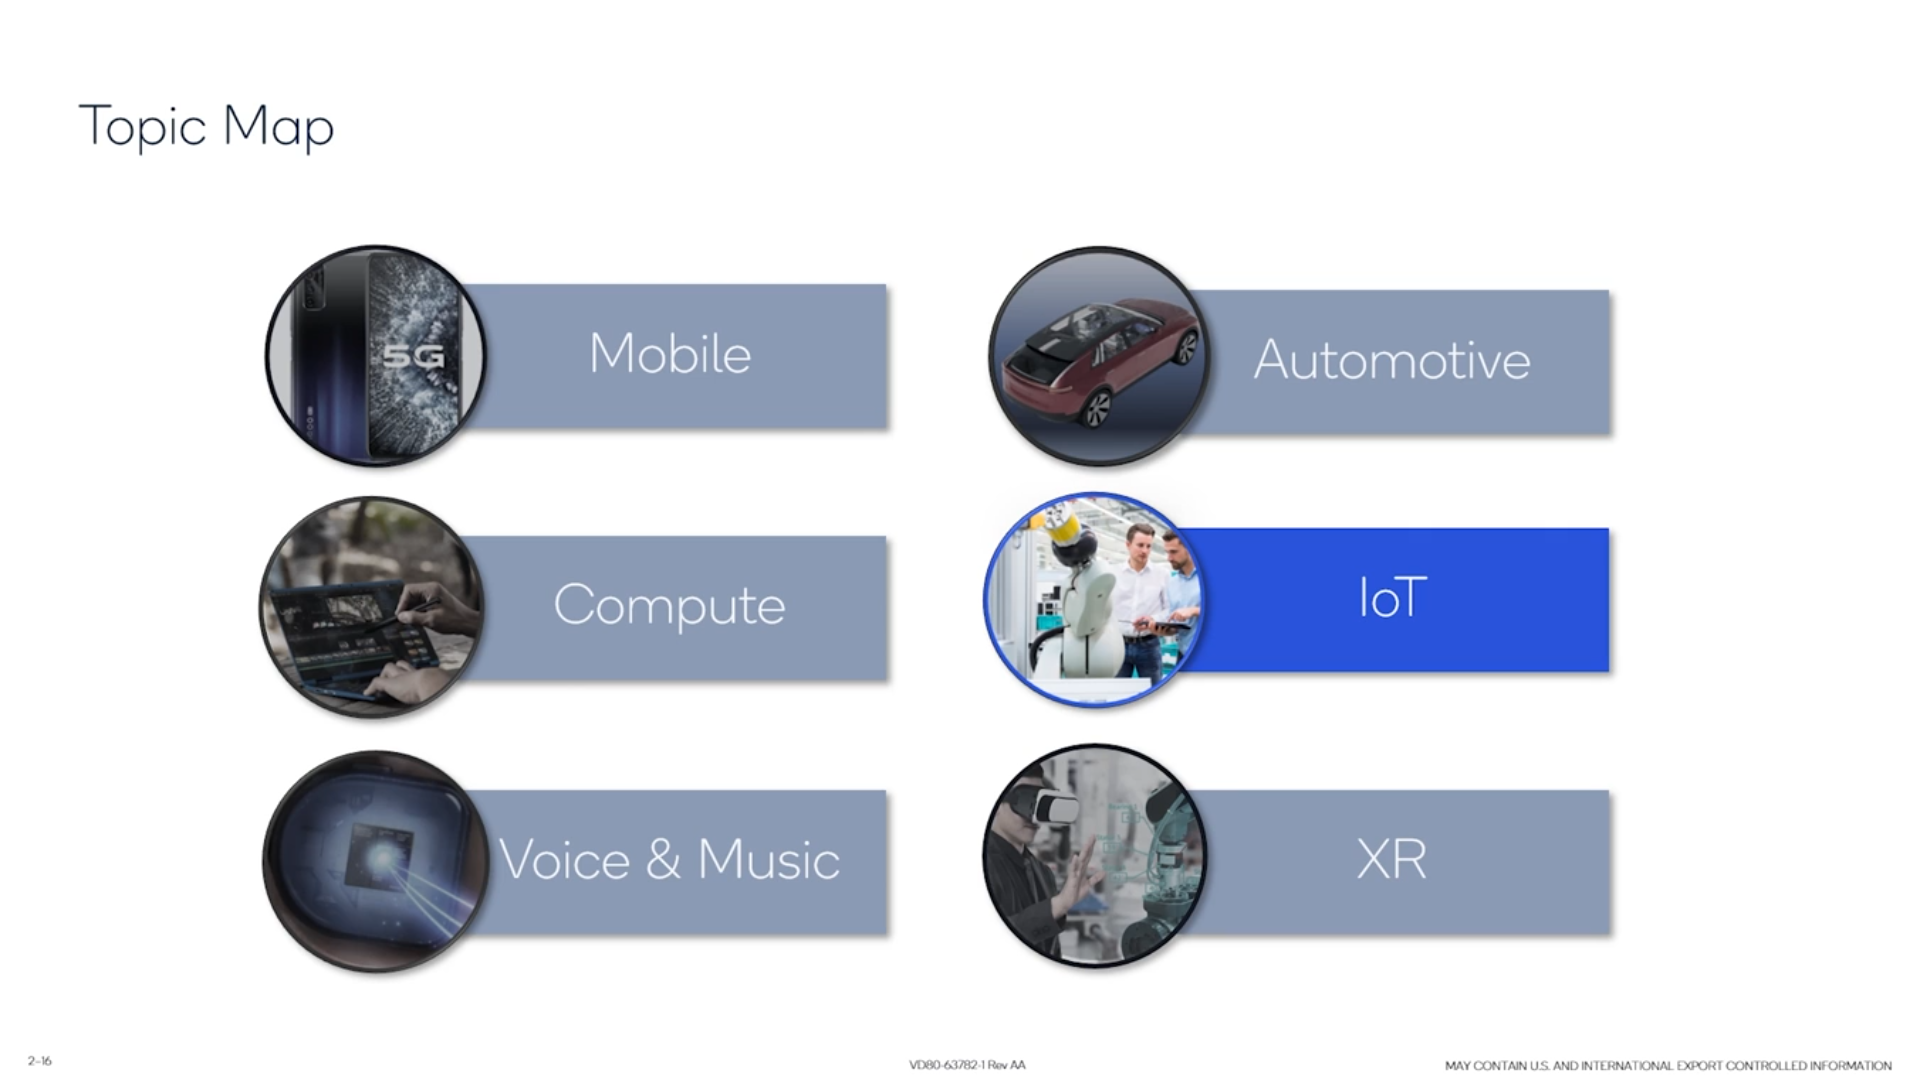 Topic Map
5G
Mobile
Automotive
Compute
IoT
Voice & Music
XR
2-16
VD80-63782-1 Rev AA
MAY CONTAIN U.S. AND INTERNATIONAL EXPORT CONTROLLED INFORMATION